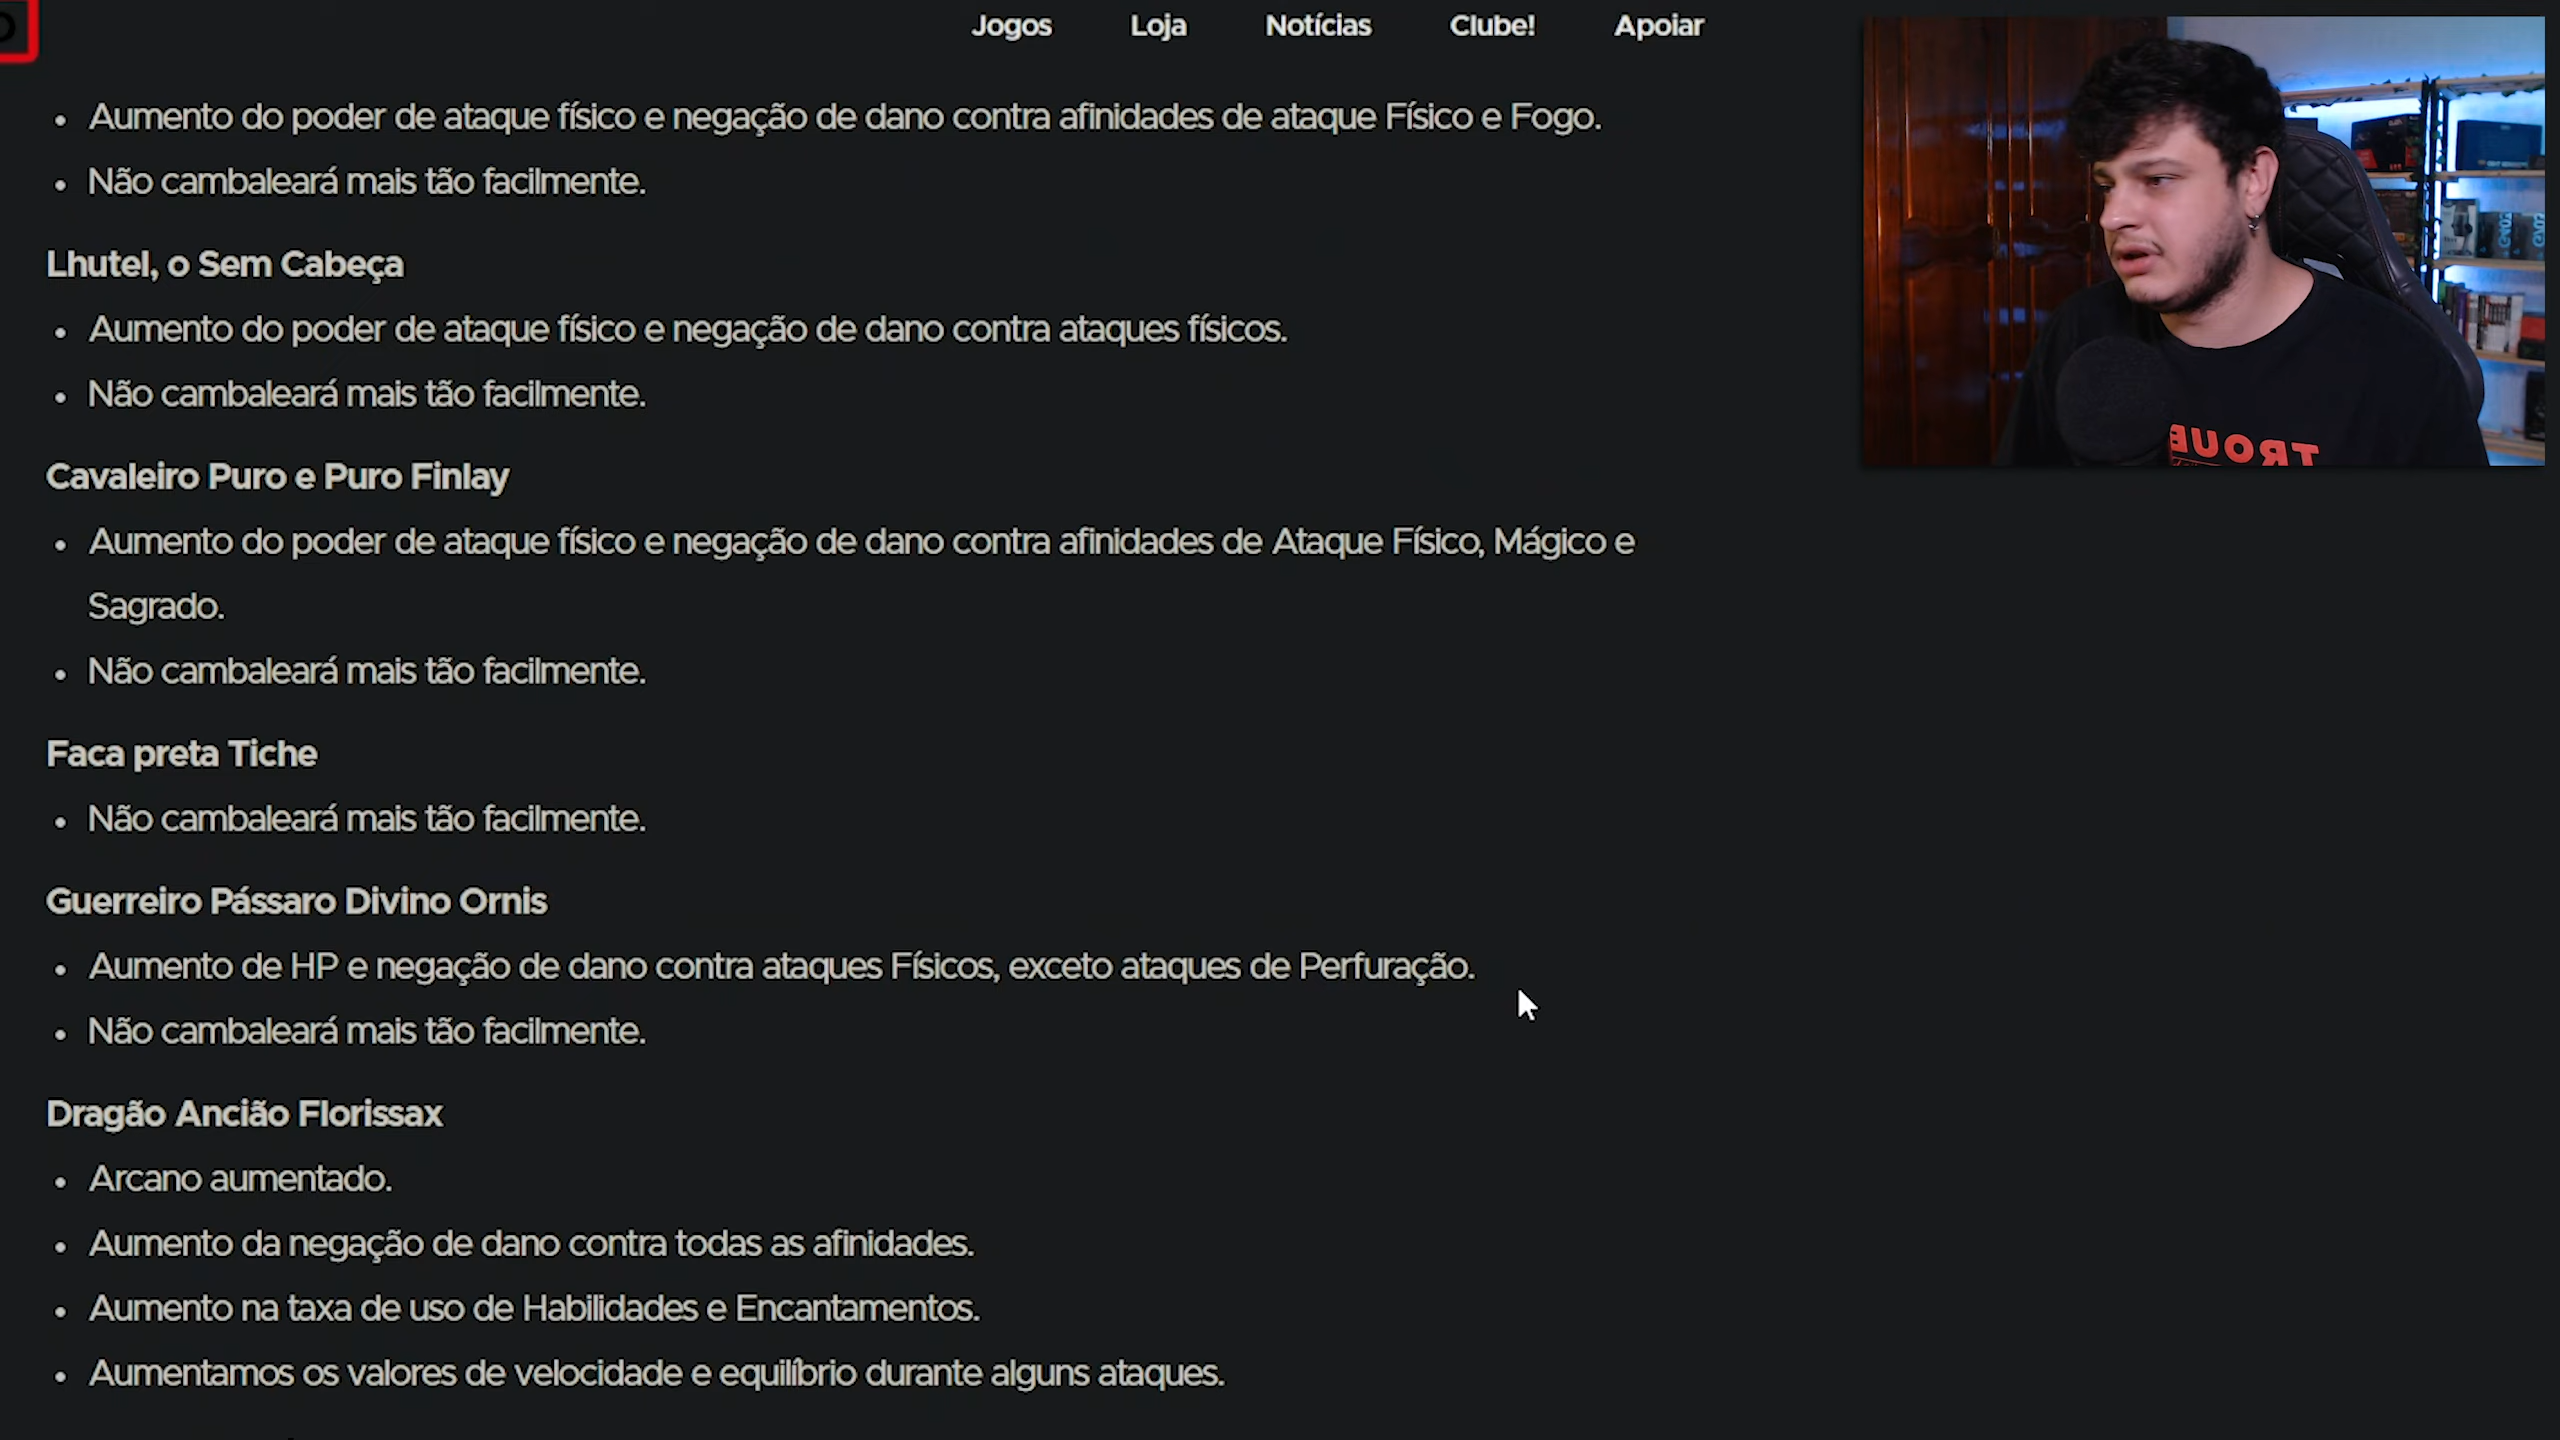 Jogos Loja Notícias Clube! Apoiar
• Aumento do poder de ataque físico e negação de dano contra afinidades de ataque Físico e Fogo.
• Não cambaleará mais tão facilmente.
Lhutel, o Sem Cabeça
• Aumento do poder de ataque físico e negação de dano contra ataques físicos.
• Não cambaleará mais tão facilmente.
TROUB
Cavaleiro Puro e Puro Finlay
• Aumento do poder de ataque físico e negação de dano contra afinidades de Ataque Físico, Mágico e
Sagrado.
• Não cambaleará mais tão facilmente.
Faca preta Tiche
• Não cambaleará mais tão facilmente.
Guerreiro Pássaro Divino Ornis
• Aumento de HP e negação de dano contra ataques Físicos, exceto ataques de Perfuração.
• Não cambaleará mais tão facilmente.
Dragão Ancião Florissax
• Arcano aumentado.
• Aumento da negação de dano contra todas as afinidades.
• Aumento na taxa de uso de Habilidades e Encantamentos.
• Aumentamos os valores de velocidade e equilíbrio durante alguns ataques.